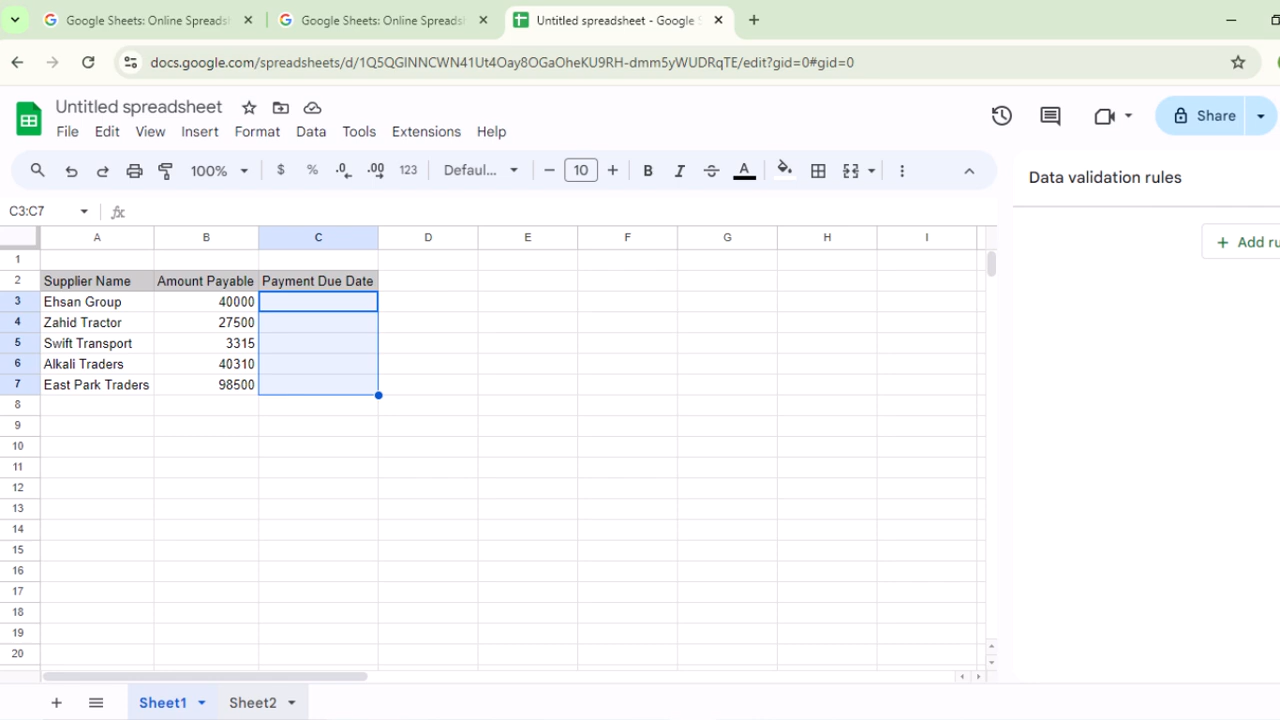 Google Sheets: Online Spreads
Google Sheets: Online Spreads
Untitled spreadsheet - Google S
docs.google.com/spreadsheets/d/1Q5QGINNCWN41Ut4Oay8OGaOheKU9RH-dmm5yWUDRqTE/edit?gid=0#gid=0
Untitled spreadsheet
Share
File Edit View Insert Format Data Tools Extensions Help
100% $ % .0 .00 123 Defaul... 10 B I S A
Data validation rules
C3:C7 fx
+ Add ru
A B C D E F G H I
1
2 Supplier Name Amount Payable Payment Due Date
3 Ehsan Group 40000
4 Zahid Tractor 27500
5 Swift Transport 3315
6 Alkali Traders 40310
7 East Park Traders 98500
8
9
10
11
12
13
14
15
16
17
18
19
20
+ Sheet1 Sheet2